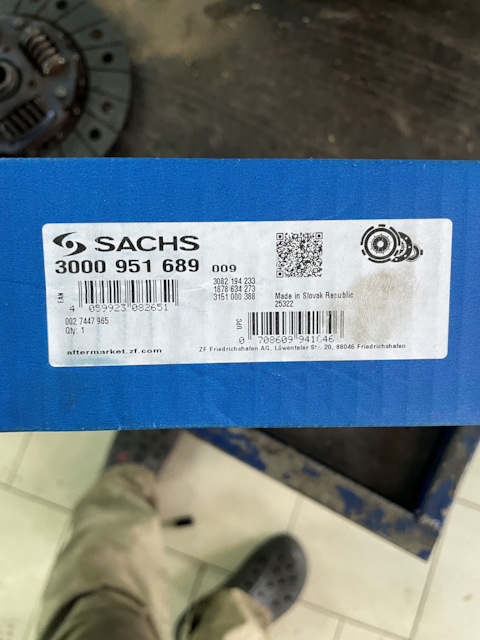 SACHS
3000 951 689 009
3082 194 233
1878 634 273
3151 000 388
Made in Slovak Republic
25322
EAN
4 059923 082651
002 7447 965
Qty: 1
UPC
0 708609 941646
aftermarket.zf.com
ZF Friedrichshafen AG, Löwentaler Str. 20, 88046 Friedrichshafen